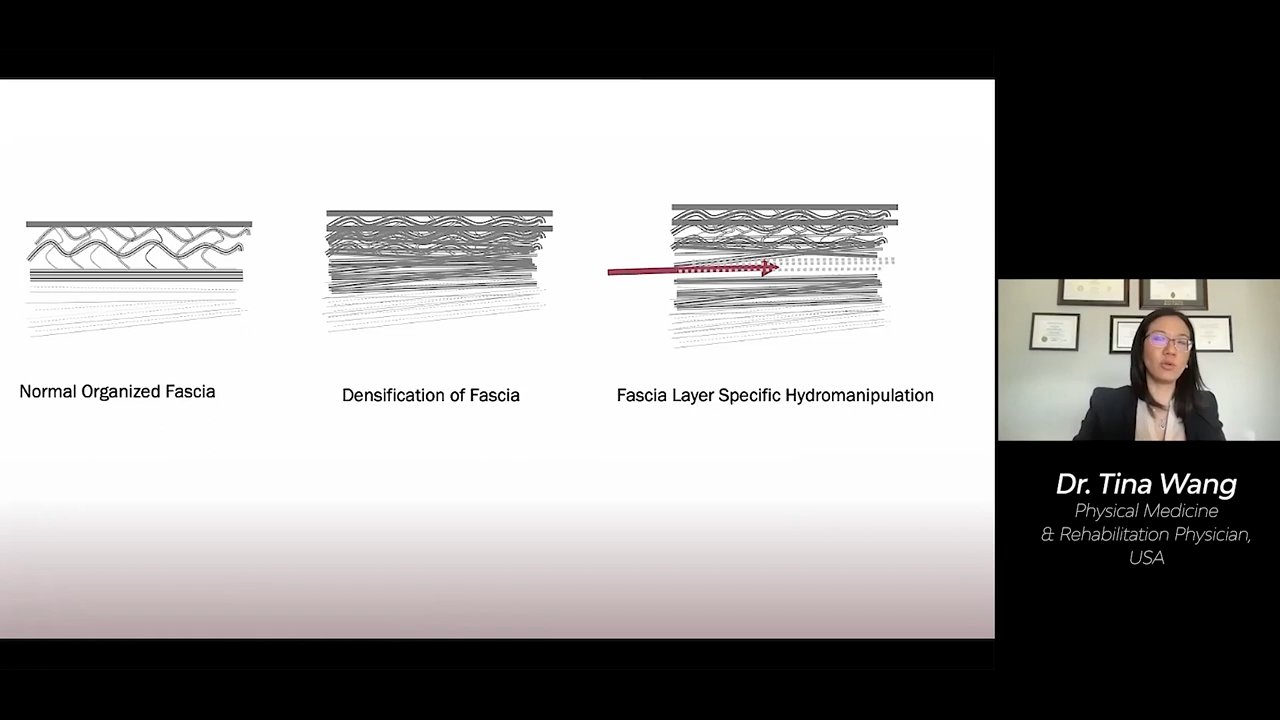 Normal Organized Fascia
Densification of Fascia
Fascia Layer Specific Hydromanipulation
Dr. Tina Wang
Physical Medicine
& Rehabilitation Physician,
USA